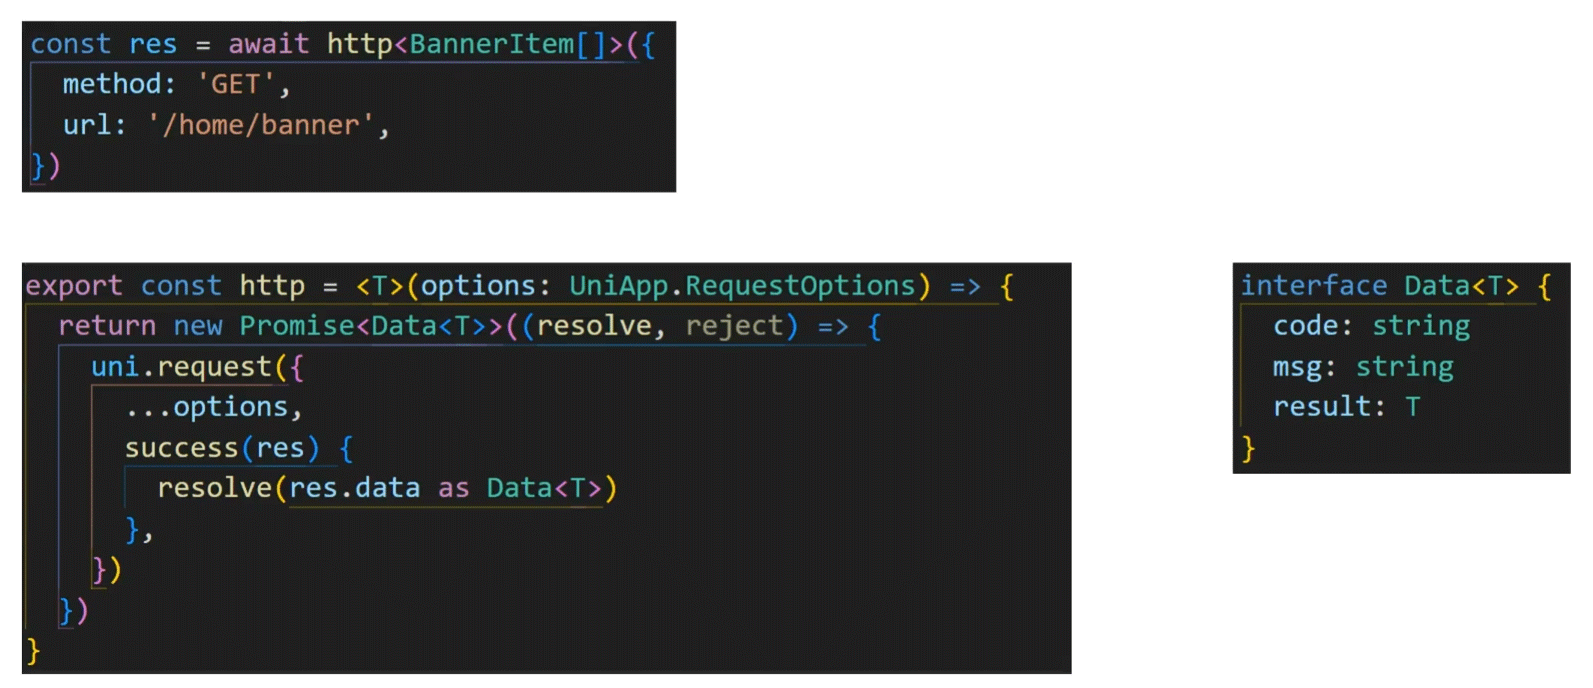 const res = await http<BannerItem[]>({
  method: 'GET',
  url: '/home/banner',
})
export const http = <T>(options: UniApp.RequestOptions) => {
  return new Promise<Data<T>>((resolve, reject) => {
    uni.request({
      ...options,
      success(res) {
        resolve(res.data as Data<T>)
      },
    })
  })
}
interface Data<T> {
  code: string
  msg: string
  result: T
}